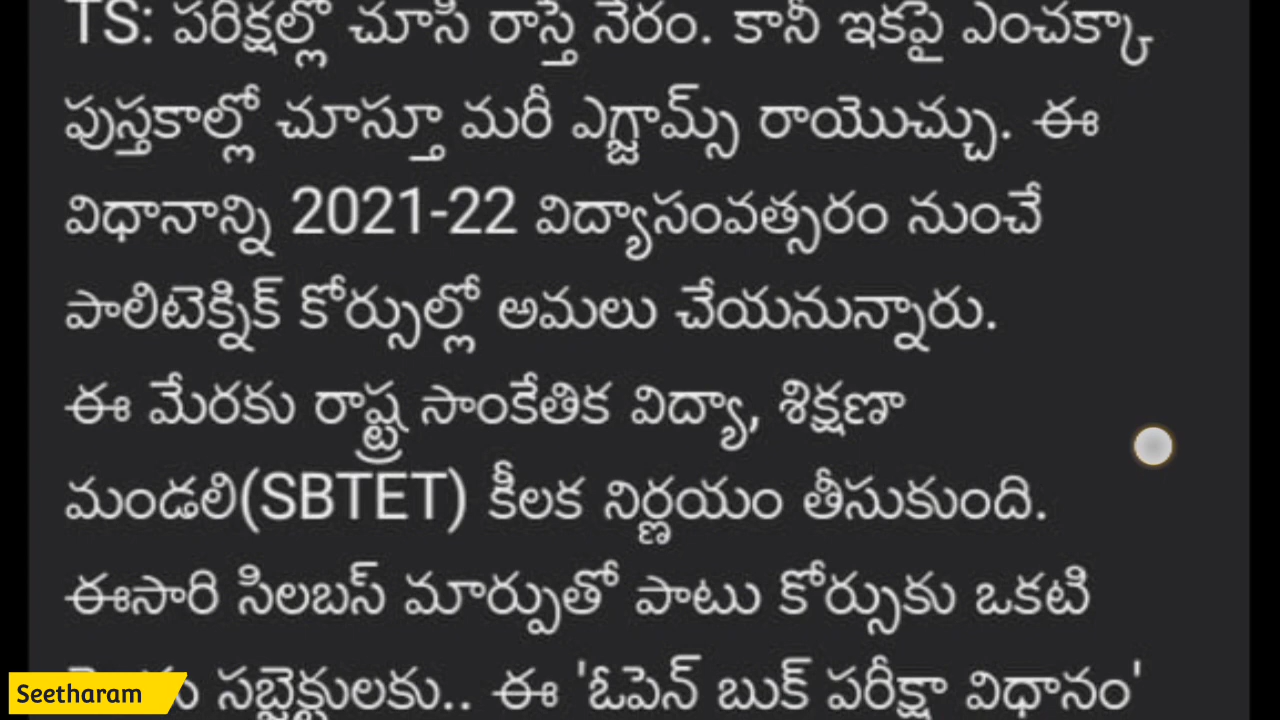 TS: పరీక్షల్లో చూసి రాస్తే నేరం. కానీ ఇకపై ఎంచక్కా
పుస్తకాల్లో చూస్తూ మరీ ఎగ్జామ్స్ రాయొచ్చు. ఈ
విధానాన్ని 2021-22 విద్యాసంవత్సరం నుంచే
పాలిటెక్నిక్ కోర్సుల్లో అమలు చేయనున్నారు.
ఈ మేరకు రాష్ట్ర సాంకేతిక విద్యా, శిక్షణా
మండలి(SBTET) కీలక నిర్ణయం తీసుకుంది.
ఈసారి సిలబస్ మార్పుతో పాటు కోర్సుకు ఒకటి
సబ్జెక్టులకు.. ఈ 'ఓపెన్ బుక్ పరీక్షా విధానం'
Seetharam